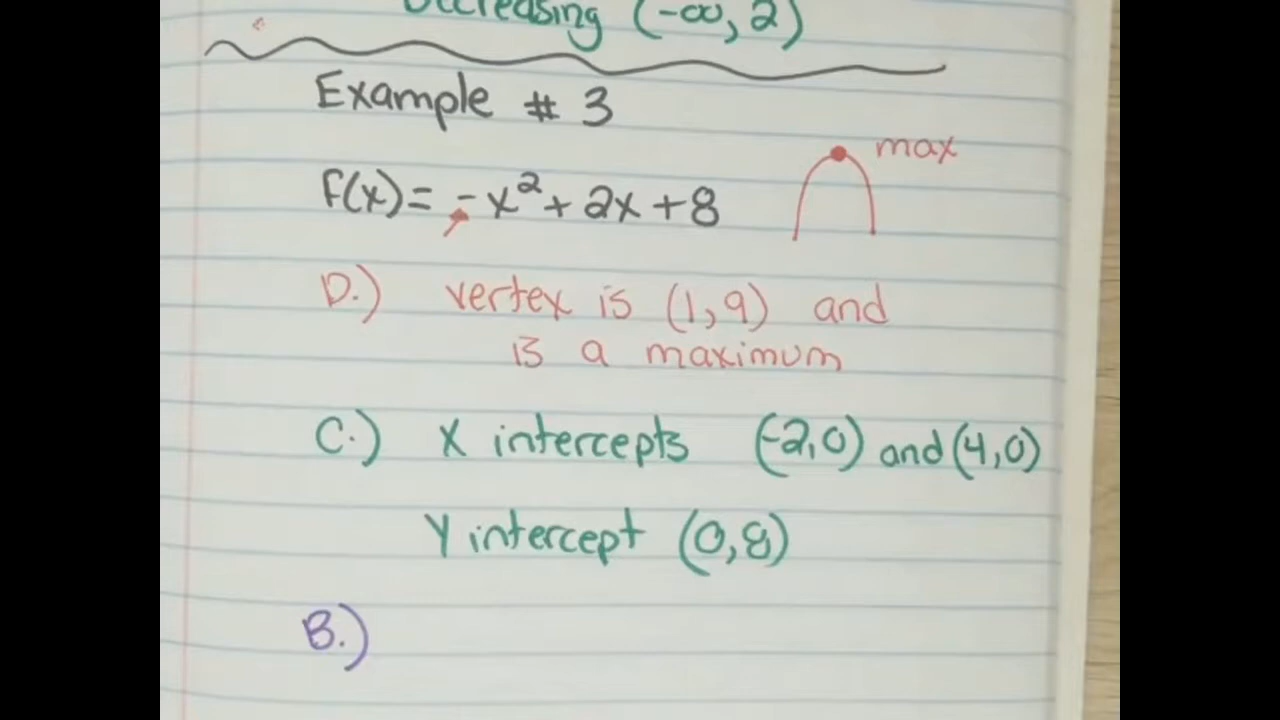 Decreasing (-∞, 2)
Example # 3
max
f(x) = -x² + 2x + 8
D.) vertex is (1,9) and
is a maximum
C.) X intercepts (-2,0) and (4,0)
Y intercept (0,8)
B.)